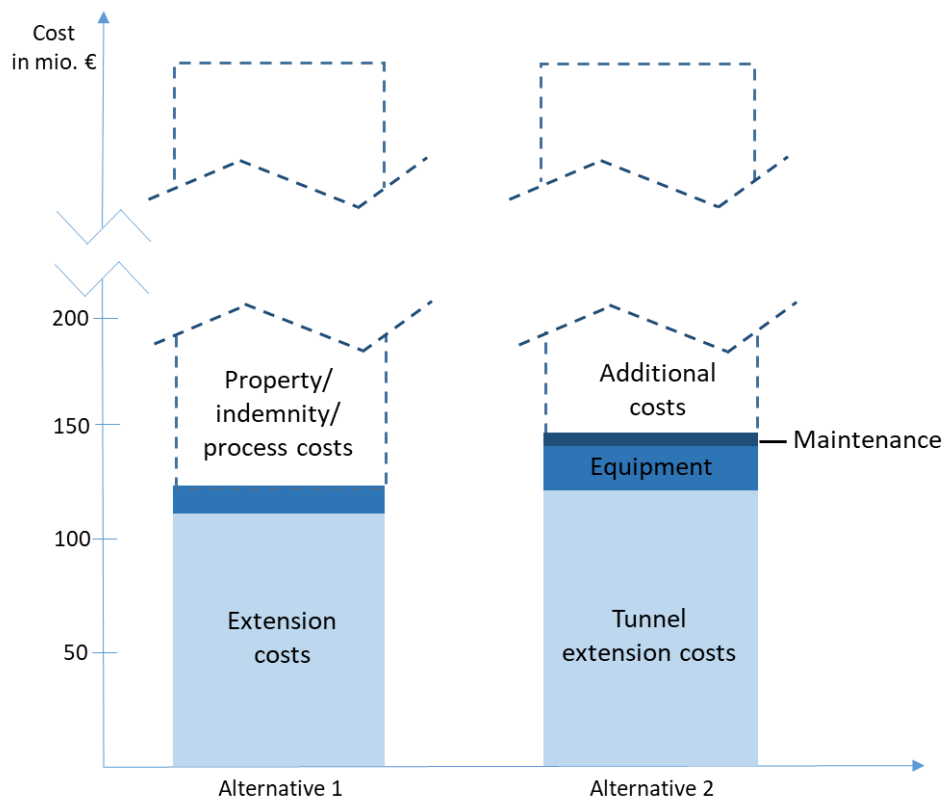 Cost
in mio. €
200
150
100
50
Property/
indemnity/
process costs
Extension
costs
Additional
costs
Maintenance
Equipment
Tunnel
extension costs
Alternative 1
Alternative 2